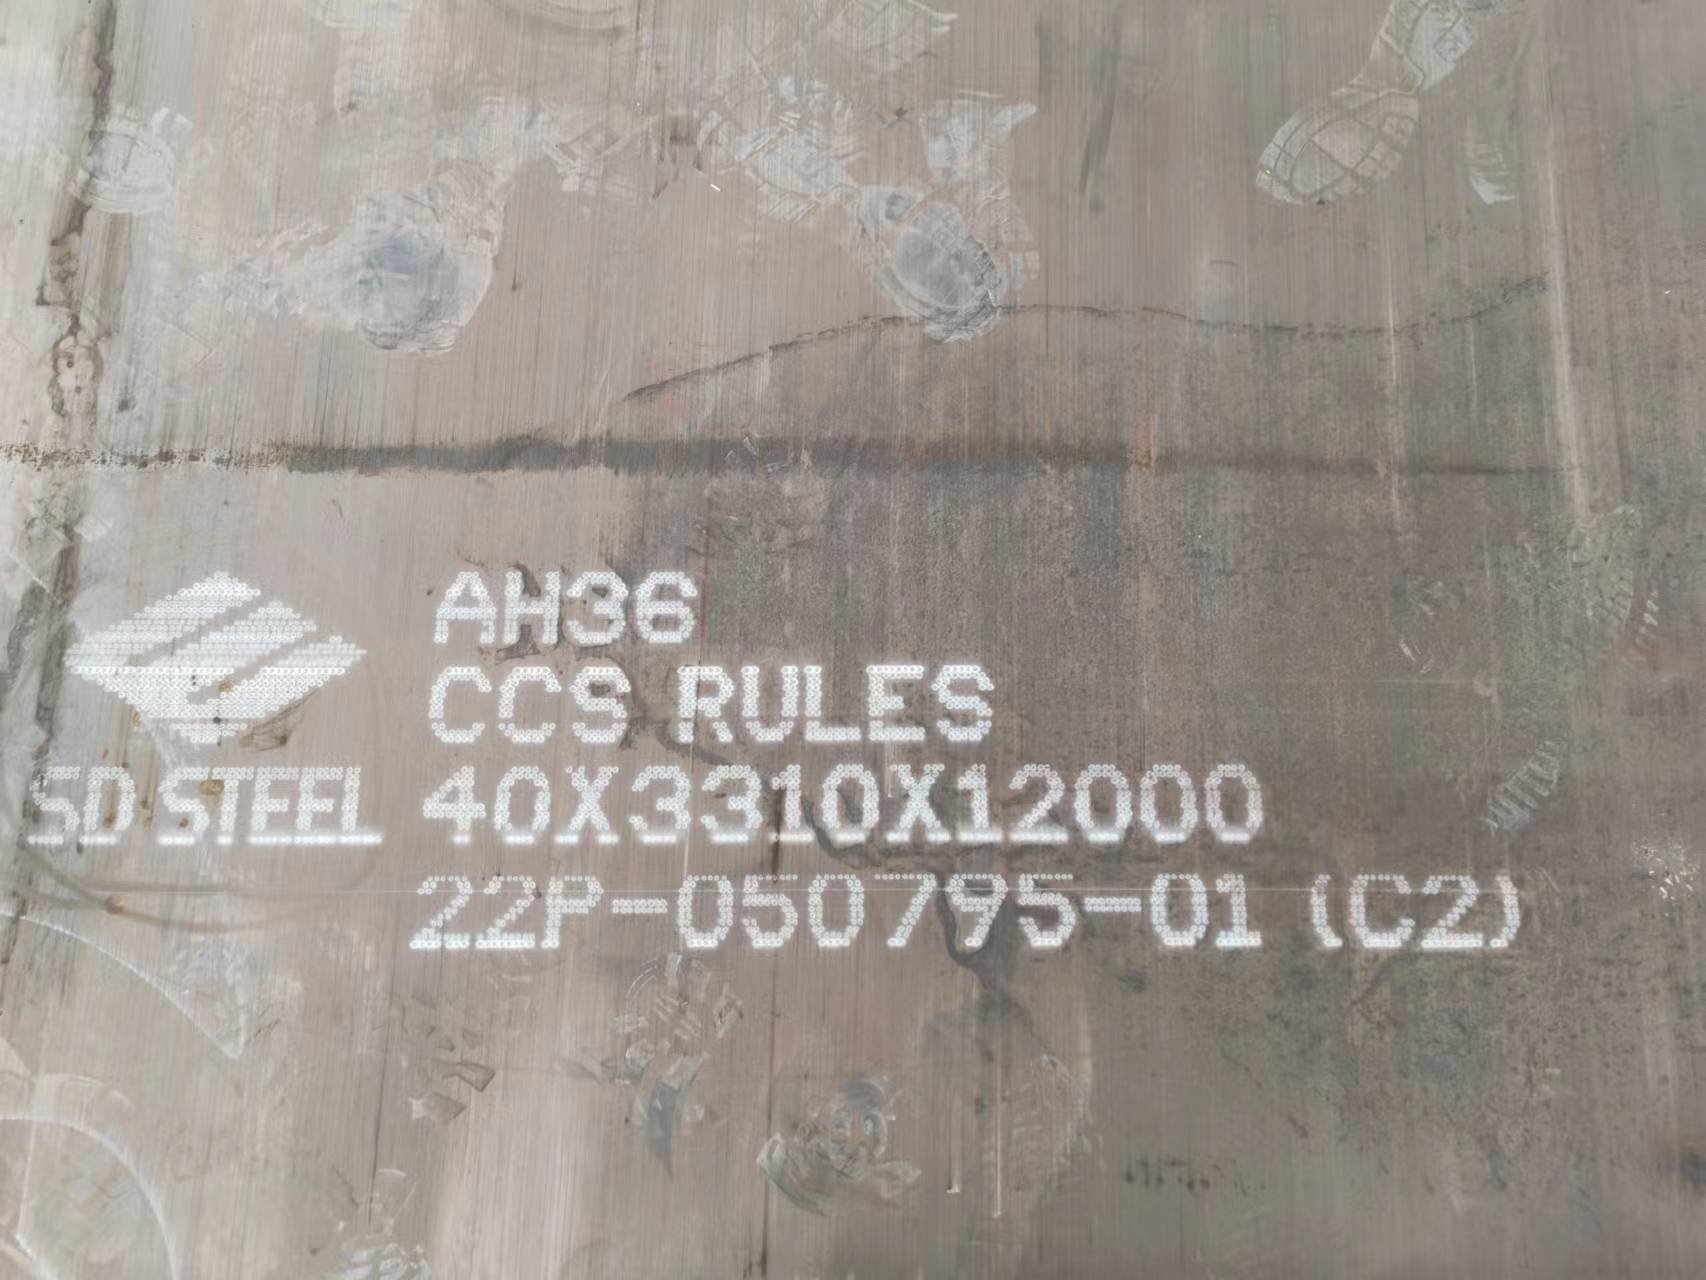 AH36
CCS RULES
SD STEEL 40X3310X12000
22P-050795-01 (C2)